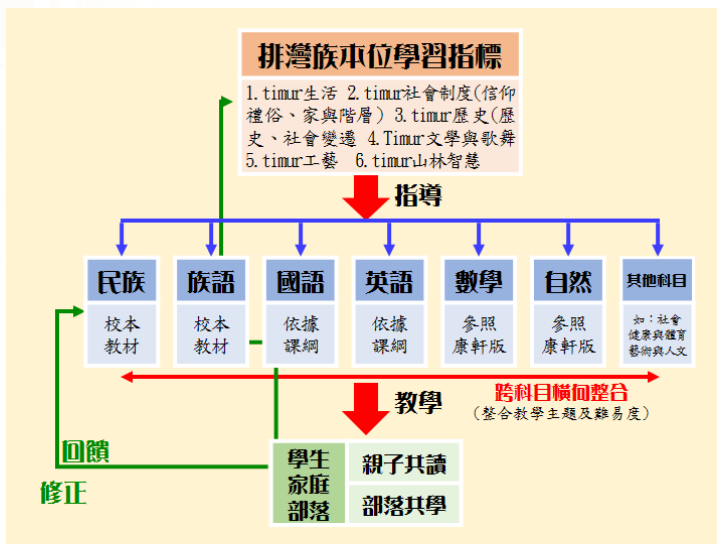 排灣族本位學習指標
1.timur生活 2.timur社會制度(信仰
禮俗、家與階層) 3.timur歷史(歷
史、社會變遷 4.Timur文學與歌舞
5.timur工藝 6.timur山林智慧
指導
民族 族語 國語 英語 數學 自然 其他科目
校本 校本 依據 依據 參照 參照 如:社會
教材 教材 課綱 課綱 康軒版 康軒版 健康與體育
藝術與人文
跨科目橫向整合
教學
(整合教學主題及難易度)
回饋
修正
學生 親子共讀
家庭
部落 部落共學